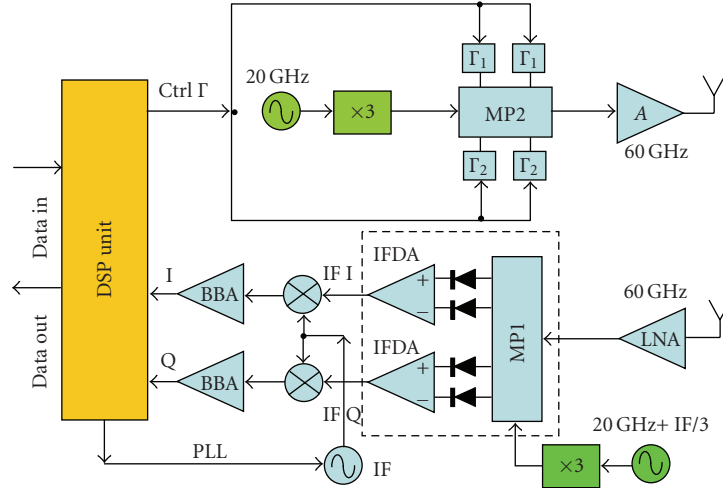 Ctrl Γ
20 GHz
×3
Γ1
Γ1
MP2
Γ2
Γ2
A
60 GHz
Data in
DSP unit
Data out
I
BBA
IF I
IFDA
+
−
MP1
60 GHz
LNA
Q
BBA
IF Q
IFDA
+
−
PLL
IF
×3
20 GHz+ IF/3